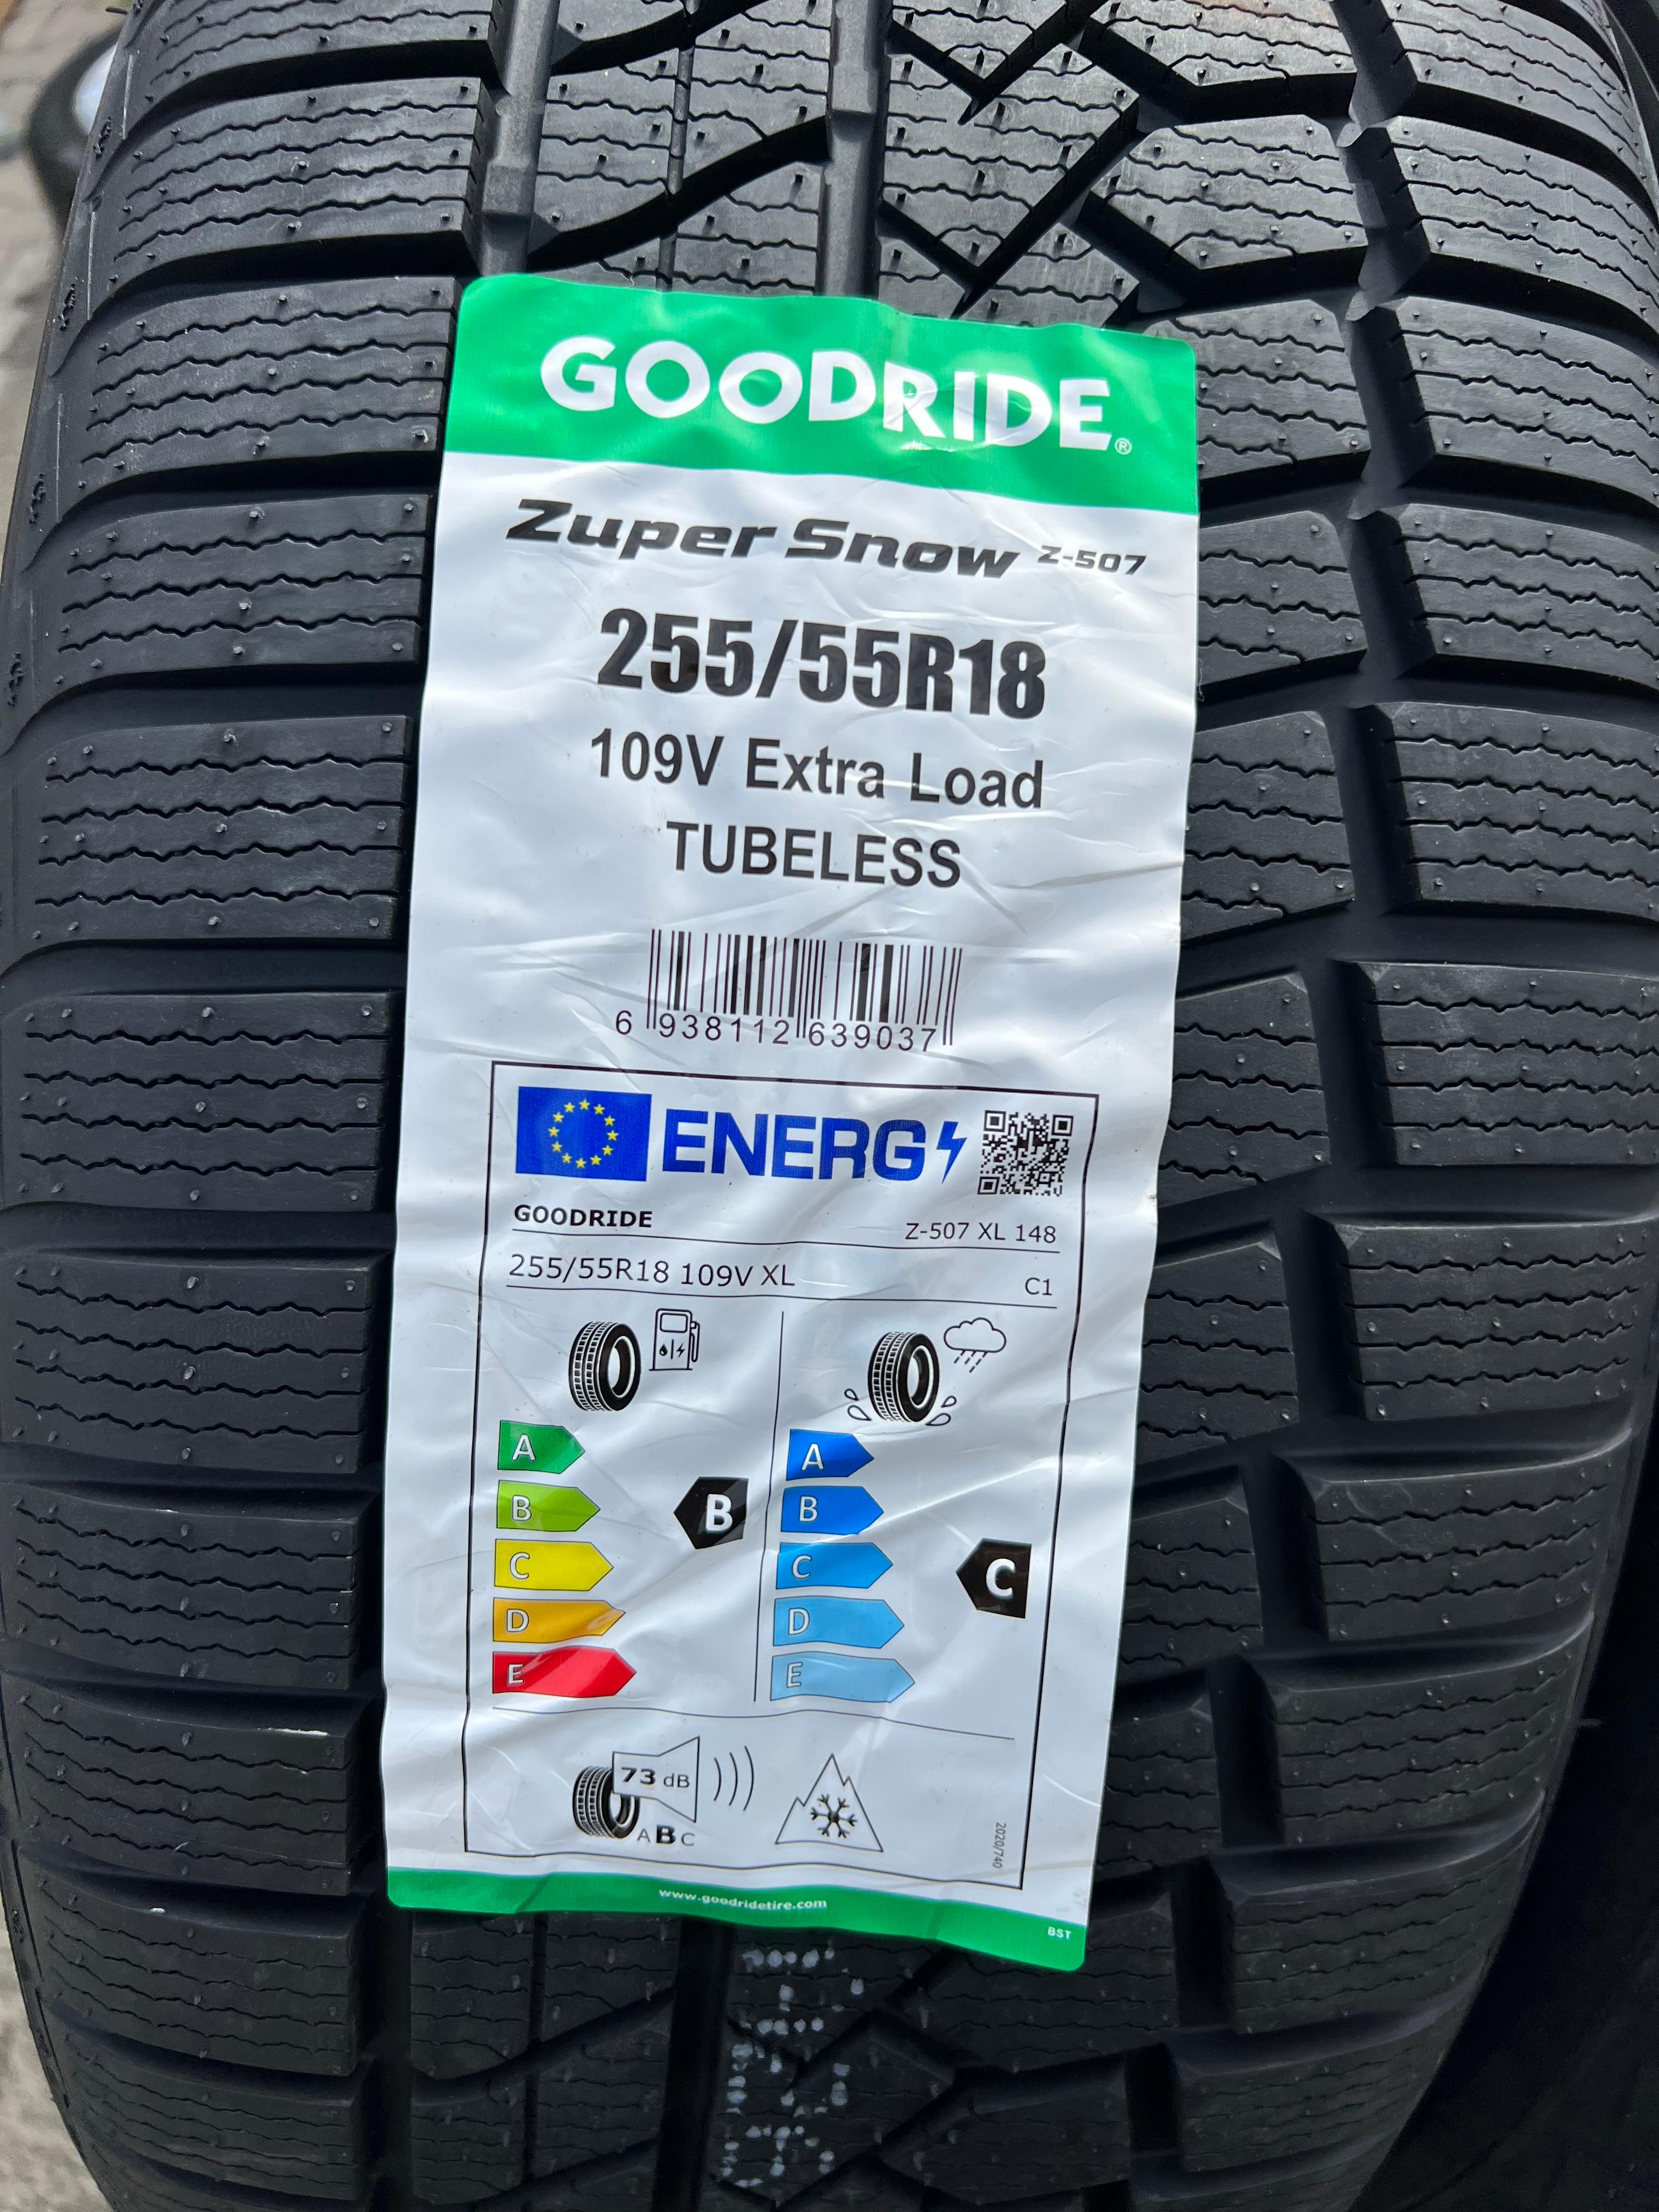 GOODRIDE®
Zuper Snow Z-507
255/55R18
109V Extra Load
TUBELESS
6 938112 639037
ENERG
GOODRIDE Z-507 XL 148
255/55R18 109V XL C1
A A
B B B
C C C
D D
E E
73 dB
A B C
2020/740
www.goodridetire.com
BST